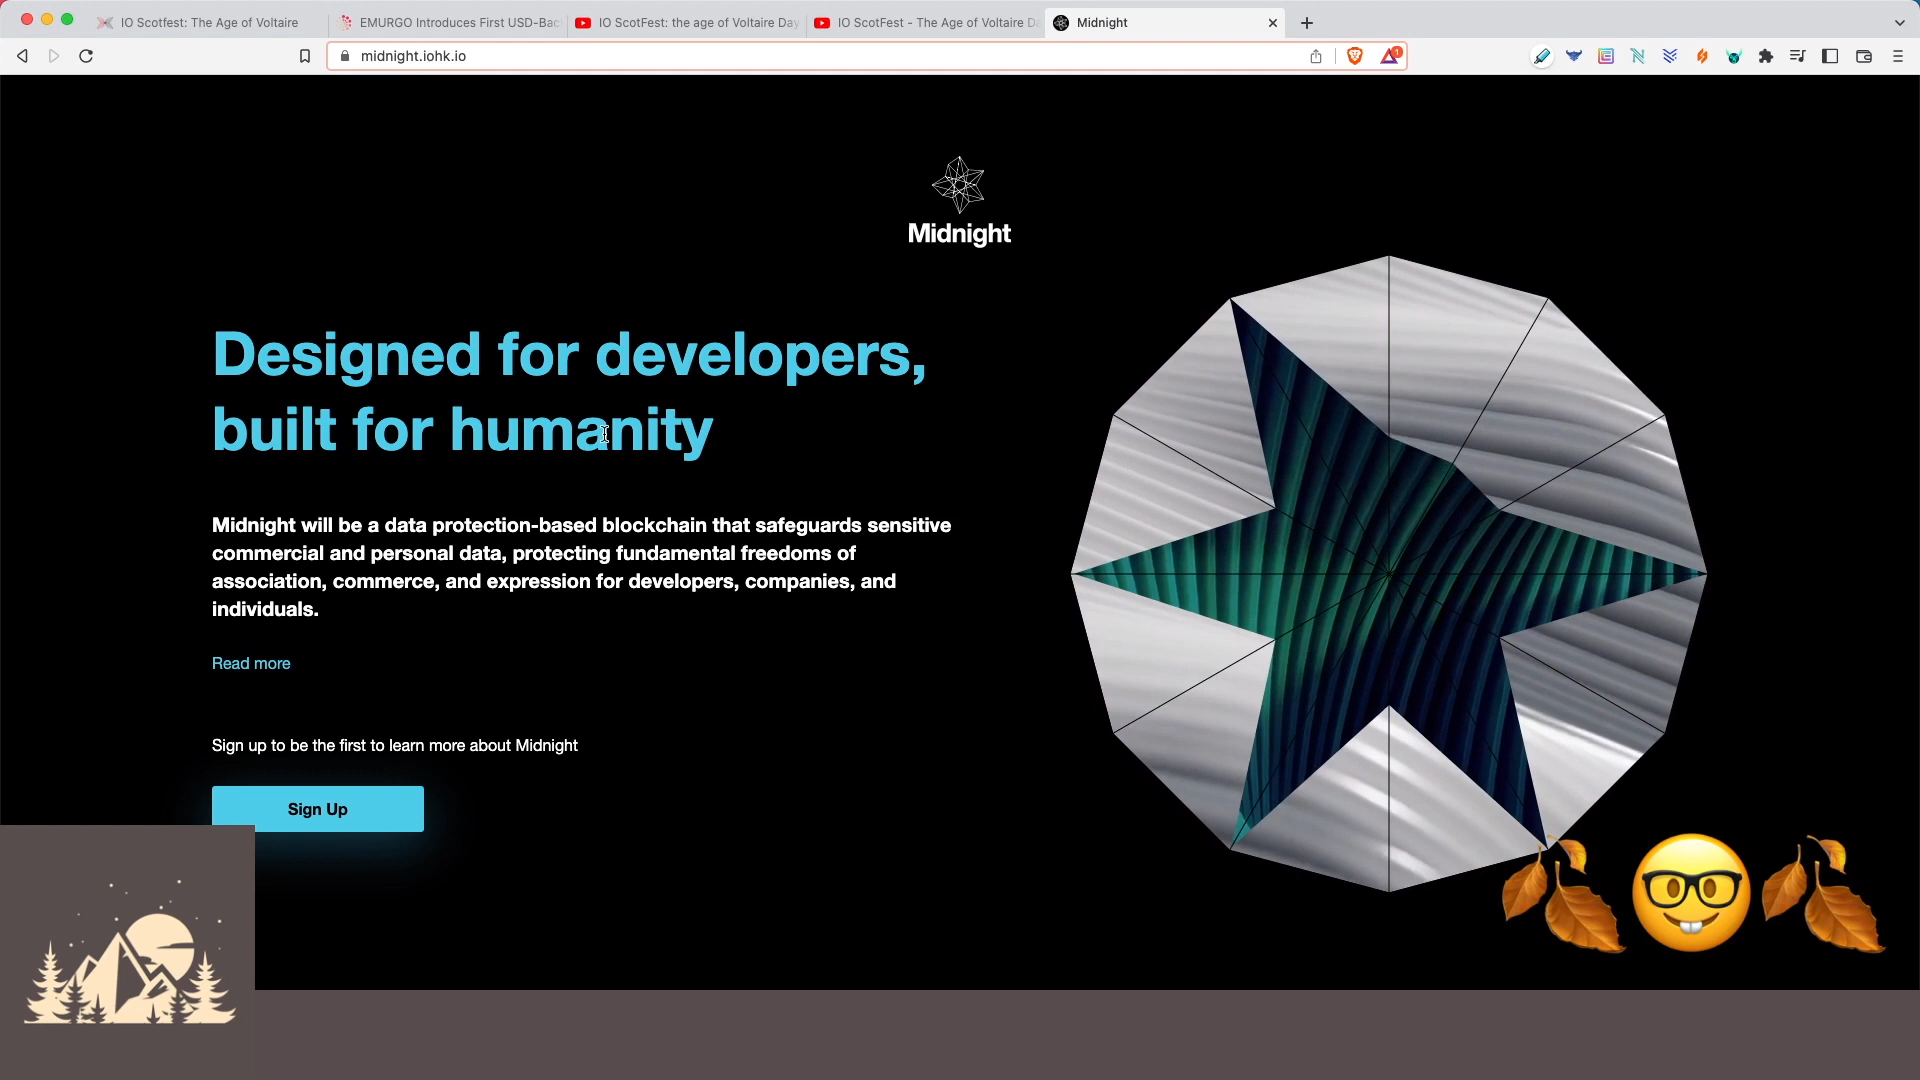 IO Scotfest: The Age of Voltaire
EMURGO Introduces First USD-Bac
IO ScotFest: the age of Voltaire Day
IO ScotFest - The Age of Voltaire D
Midnight
midnight.iohk.io
1
Midnight
Designed for developers,
built for humanity
Midnight will be a data protection-based blockchain that safeguards sensitive
commercial and personal data, protecting fundamental freedoms of
association, commerce, and expression for developers, companies, and
individuals.
Read more
Sign up to be the first to learn more about Midnight
Sign Up